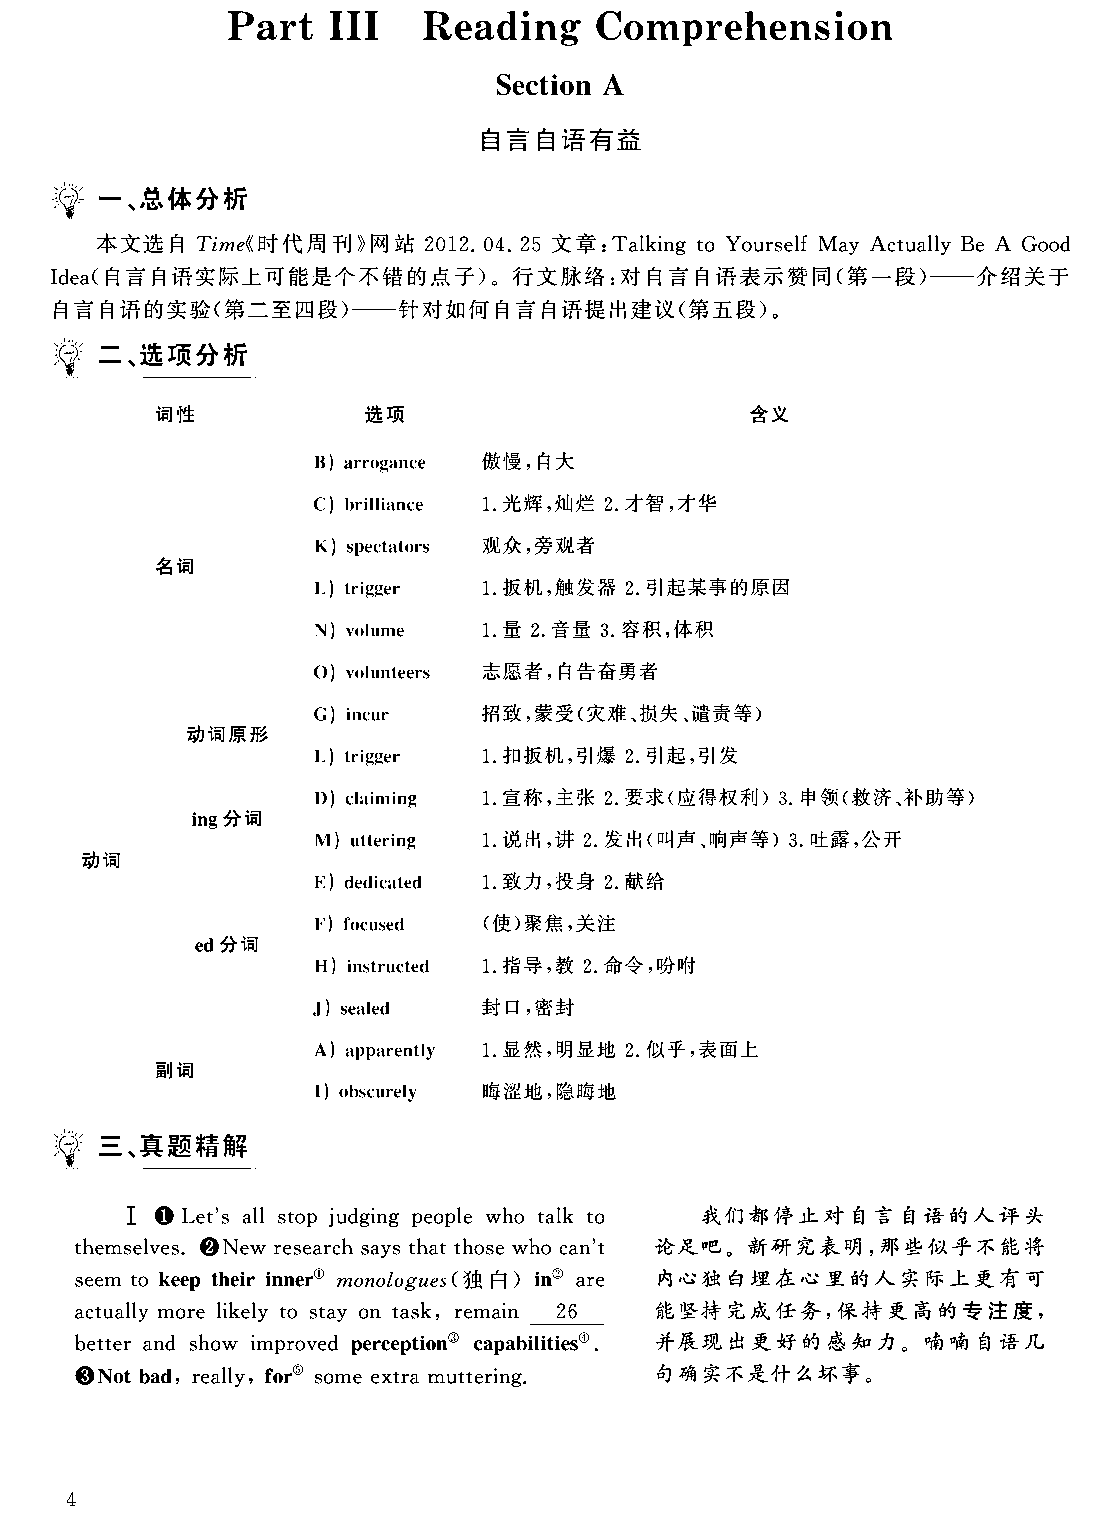 Part III Reading Comprehension
Section A
自言自语有益
一、总体分析
本文选自 Time《时代周刊》网站 2012.04.25 文章:Talking to Yourself May Actually Be A Good
Idea(自言自语实际上可能是个不错的点子)。行文脉络:对自言自语表示赞同(第一段)——介绍关于
自言自语的实验(第二至四段)——针对如何自言自语提出建议(第五段)。
二、选项分析
词性 选项 含义
B) arrogance 傲慢,自大
C) brilliance 1.光辉,灿烂 2.才智,才华
K) spectators 观众,旁观者
名词
L) trigger 1.扳机,触发器 2.引起某事的原因
N) volume 1.量 2.音量 3.容积,体积
O) volunteers 志愿者,自告奋勇者
G) incur 招致,蒙受(灾难、损失、谴责等)
动词原形
L) trigger 1.扣扳机,引爆 2.引起,引发
D) claiming 1.宣称,主张 2.要求(应得权利) 3.申领(救济、补助等)
ing 分词
M) uttering 1.说出,讲 2.发出(叫声、响声等) 3.吐露,公开
动词
E) dedicated 1.致力,投身 2.献给
F) focused (使)聚焦,关注
ed 分词
H) instructed 1.指导,教 2.命令,吩咐
J) sealed 封口,密封
A) apparently 1.显然,明显地 2.似乎,表面上
副词
I) obscurely 晦涩地,隐晦地
三、真题精解
Ⅰ ❶ Let's all stop judging people who talk to
themselves. ❷ New research says that those who can't
seem to keep their inner① monologues(独白) in② are
actually more likely to stay on task, remain 26
better and show improved perception③ capabilities④.
❸ Not bad, really, for⑤ some extra muttering.
我们都停止对自言自语的人评头
论足吧。新研究表明,那些似乎不能将
内心独白埋在心里的人实际上更有可
能坚持完成任务,保持更高的专注度,
并展现出更好的感知力。喃喃自语几
句确实不是什么坏事。
4